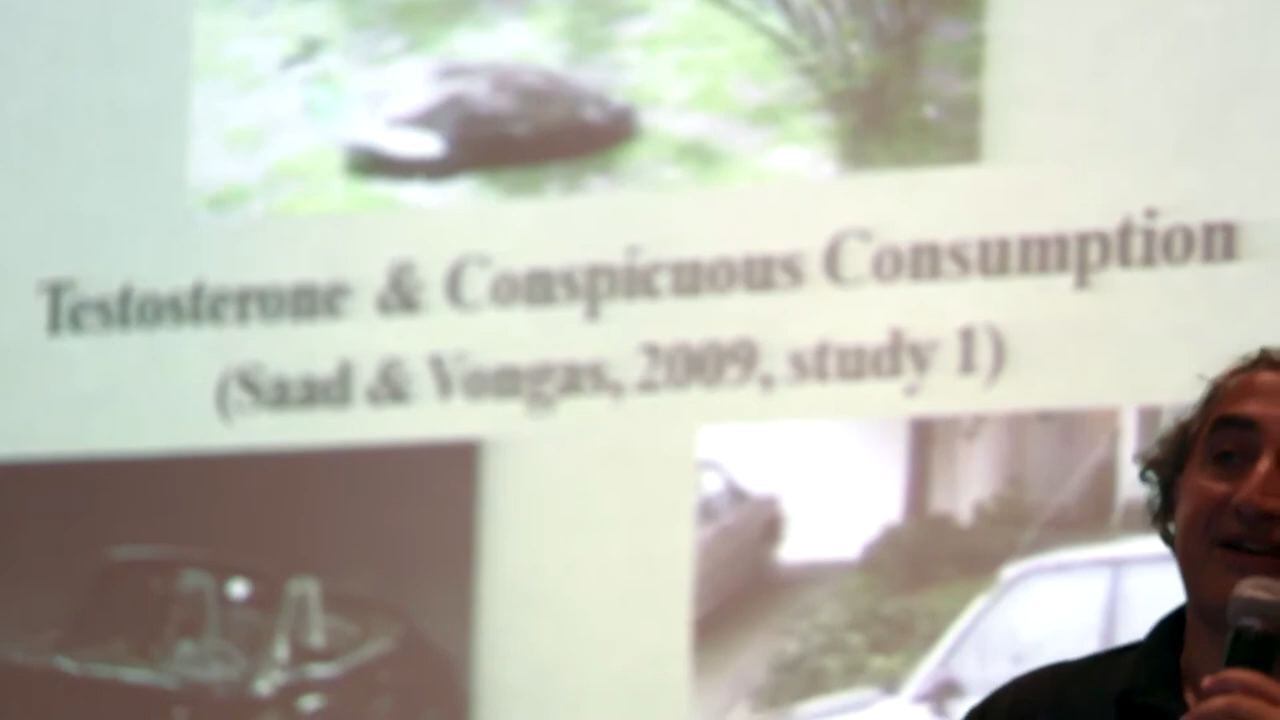 Testosterone & Conspicuous Consumption
(Saad & Vongas, 2009, study 1)